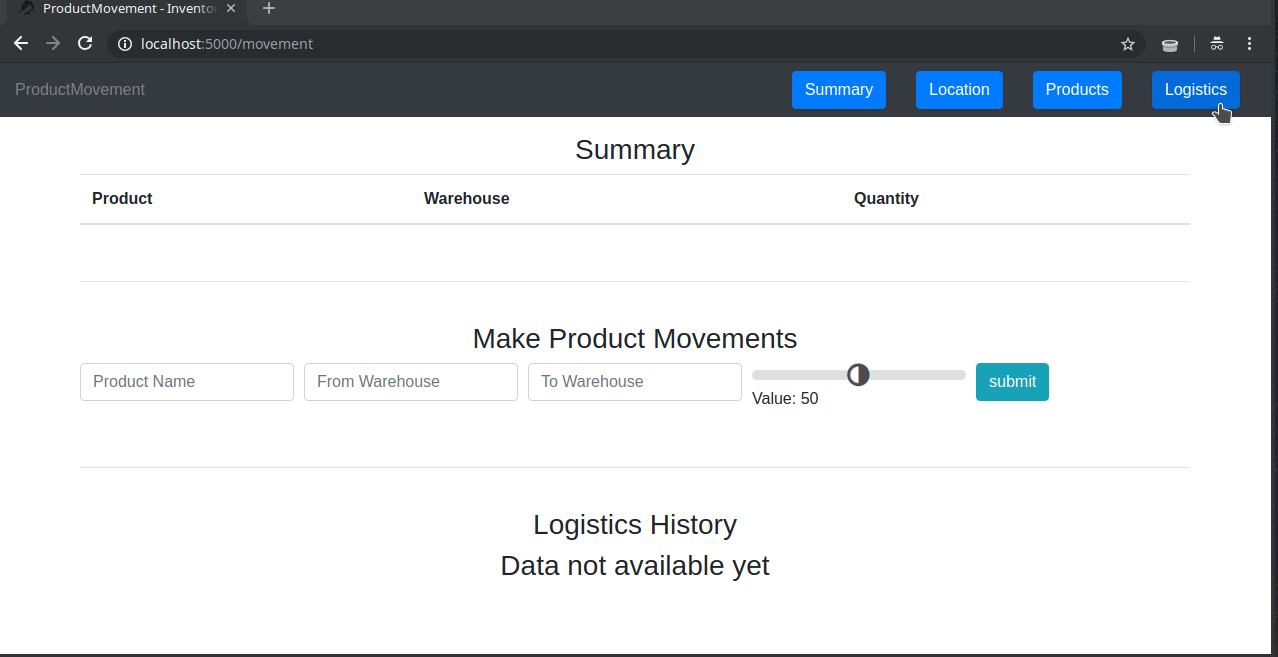 ProductMovement - Invento
localhost:5000/movement
ProductMovement Summary Location Products Logistics
Summary
Product Warehouse Quantity
Make Product Movements
Product Name From Warehouse To Warehouse submit
Value: 50
Logistics History
Data not available yet